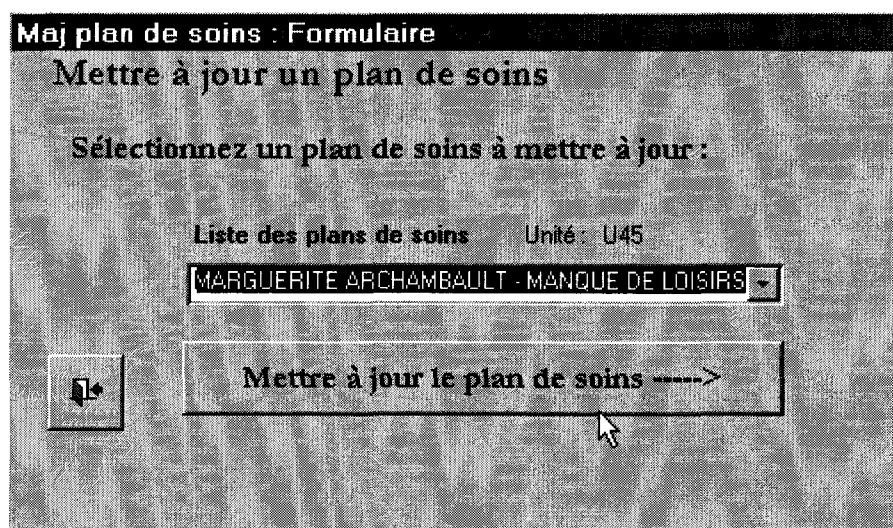 Maj plan de soins : Formulaire
Mettre à jour un plan de soins
Sélectionnez un plan de soins à mettre à jour :
Liste des plans de soins Unité : U45
MARGUERITE ARCHAMBAULT - MANQUE DE LOISIRS
Mettre à jour le plan de soins ----->